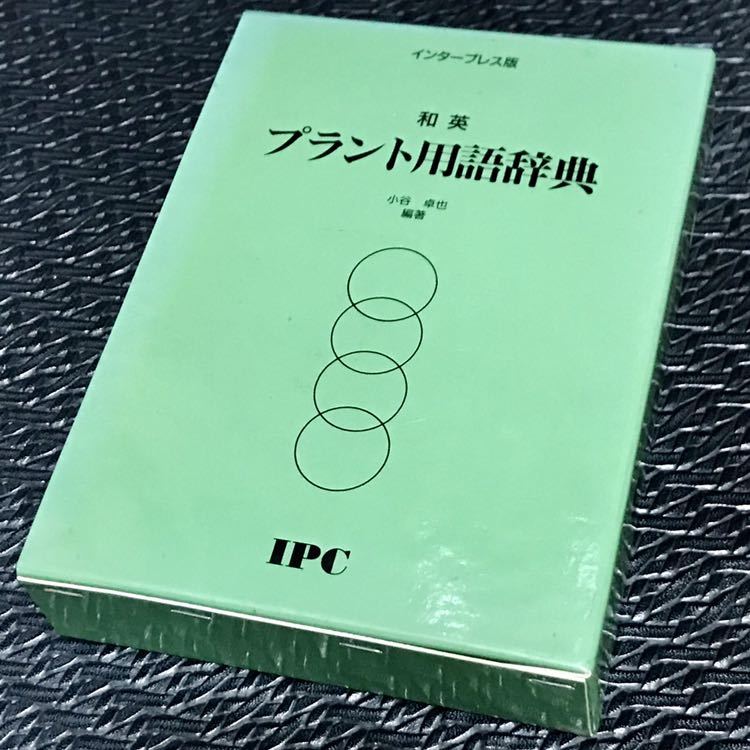 インタープレス版
和英
プラント用語辞典
小谷 卓也
編著
IPC